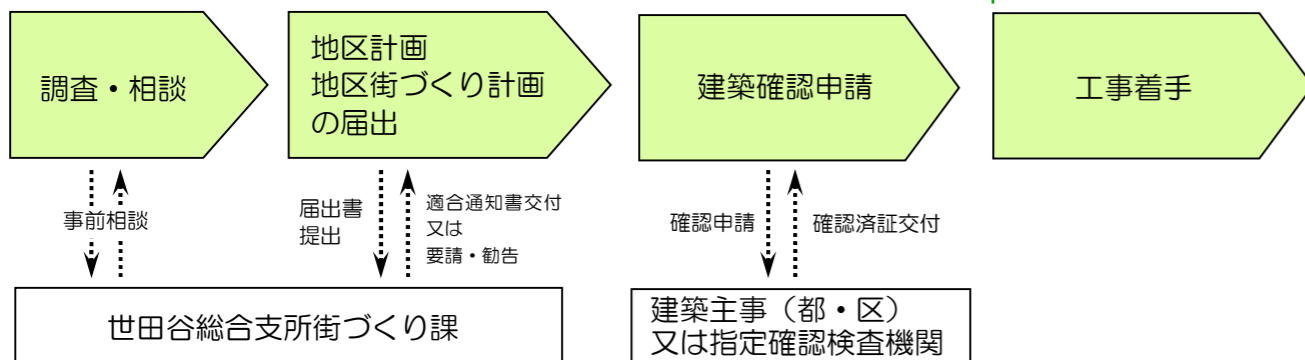 調査・相談
地区計画
地区街づくり計画
の届出
建築確認申請
工事着手
事前相談
届出書
提出
適合通知書交付
又は
要請・勧告
確認申請
確認済証交付
世田谷総合支所街づくり課
建築主事（都・区）
又は指定確認検査機関